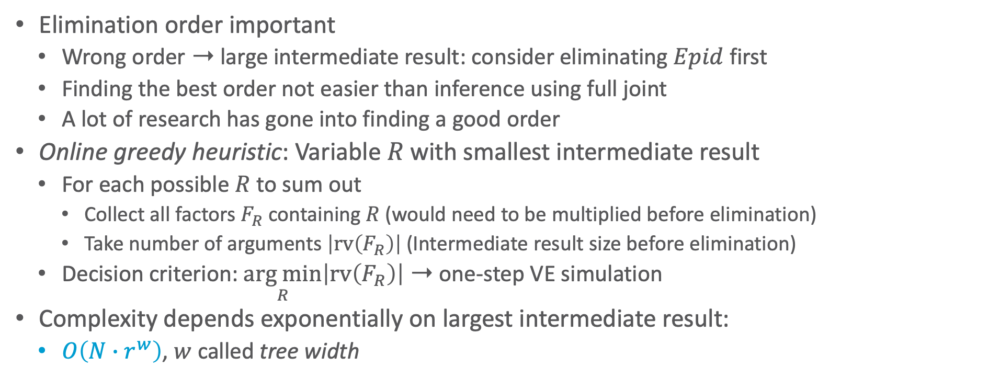 • Elimination order important
• Wrong order → large intermediate result: consider eliminating Epid first
• Finding the best order not easier than inference using full joint
• A lot of research has gone into finding a good order
• Online greedy heuristic: Variable R with smallest intermediate result
• For each possible R to sum out
• Collect all factors F_R containing R (would need to be multiplied before elimination)
• Take number of arguments |rv(F_R)| (Intermediate result size before elimination)
• Decision criterion: arg min|rv(F_R)| → one-step VE simulation
R
• Complexity depends exponentially on largest intermediate result:
• O(N · r^w), w called tree width